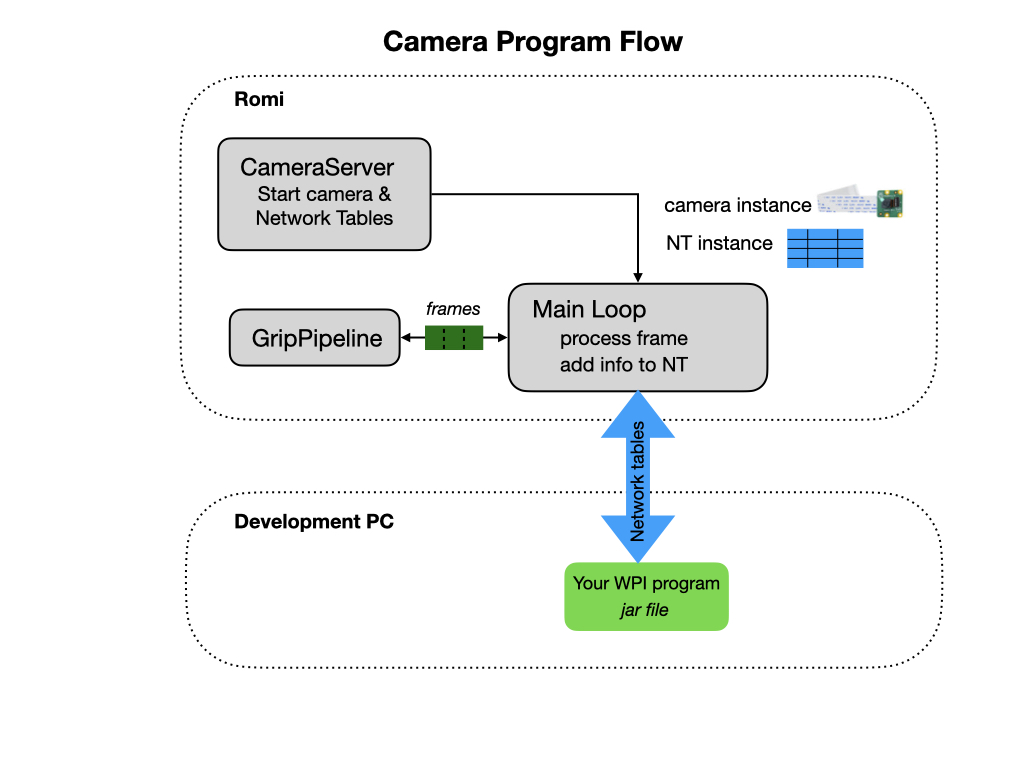 Camera Program Flow
Romi
CameraServer
Start camera &
Network Tables
camera instance
NT instance
frames
GripPipeline
Main Loop
process frame
add info to NT
Network tables
Development PC
Your WPI program
jar file